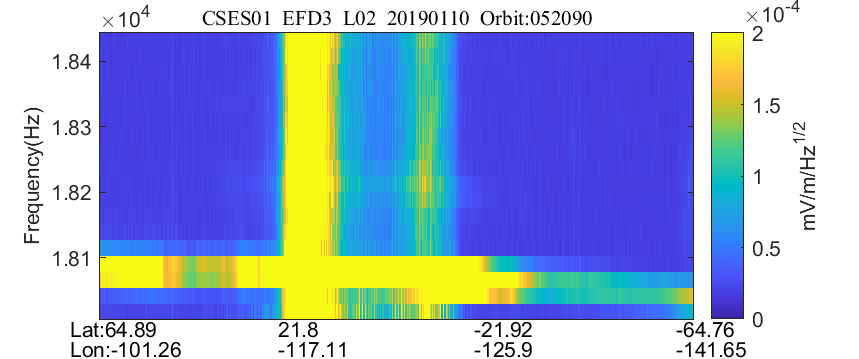 ×10⁴ CSES01 EFD3 L02 20190110 Orbit:052090 ×10⁻⁴
1.84
1.83
1.82
1.81
Frequency(Hz)
2
1.5
1
0.5
0
mV/m/Hz^1/2
Lat:64.89 21.8 -21.92 -64.76
Lon:-101.26 -117.11 -125.9 -141.65